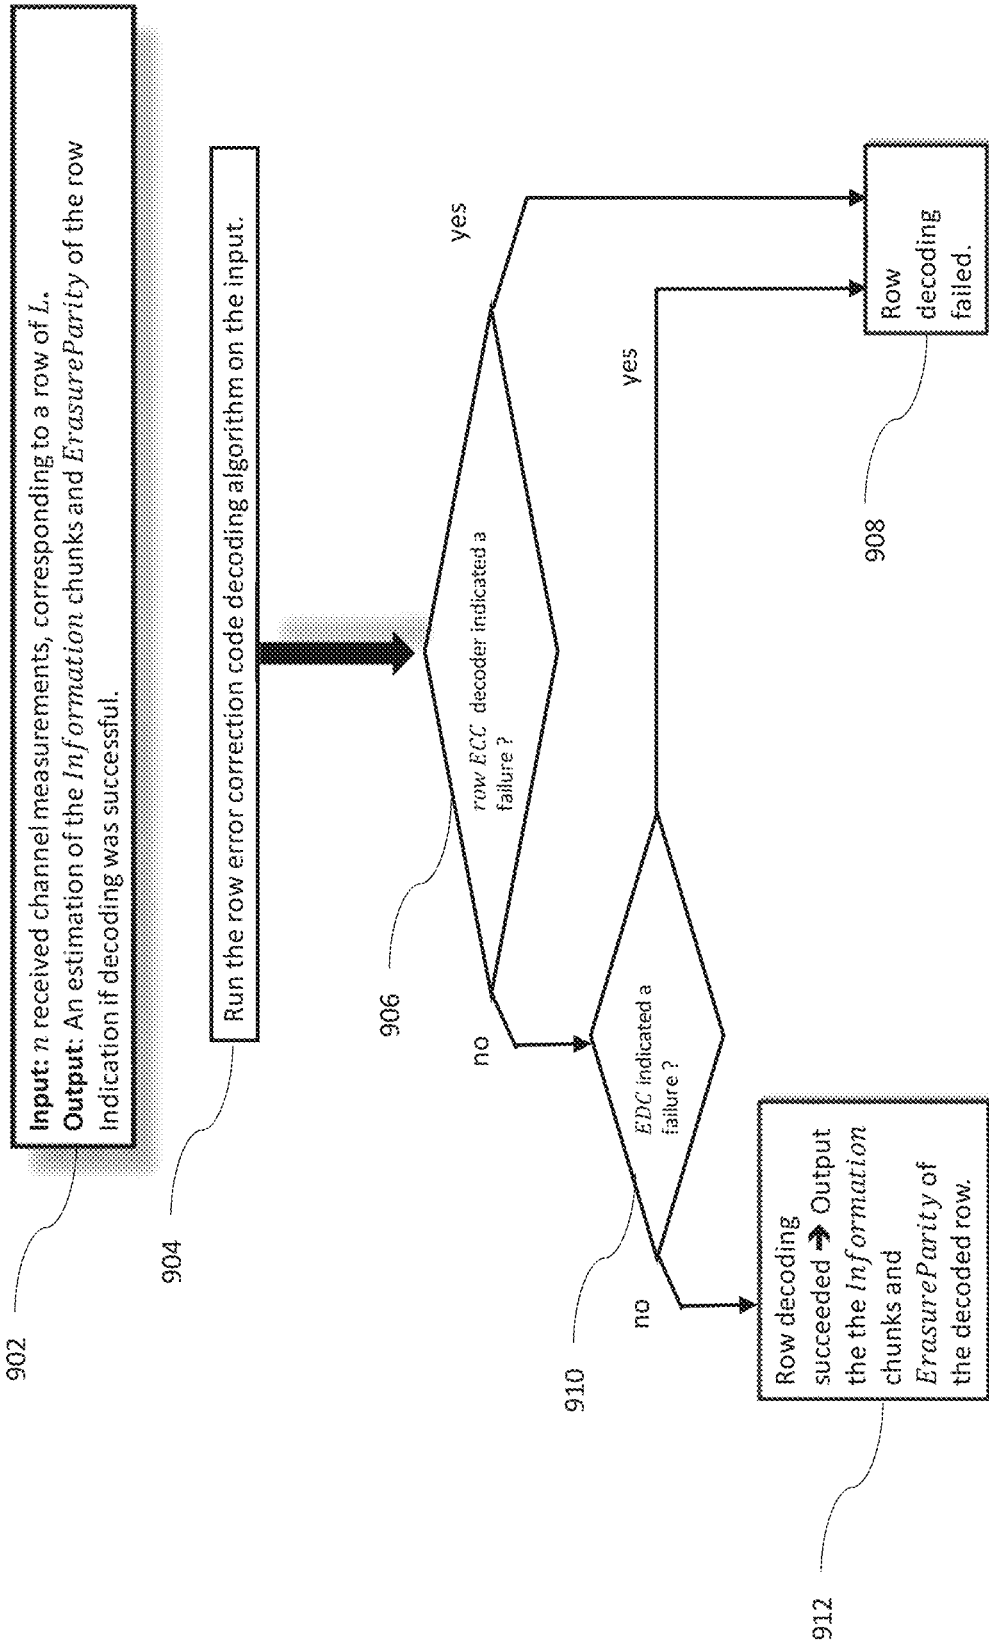 902
Input: n received channel measurements, corresponding to a row of L.
Output: An estimation of the Information chunks and ErasureParity of the row
Indication if decoding was successful.
904
Run the row error correction code decoding algorithm on the input.
906
row ECC decoder indicated a
failure ?
no
yes
910
EDC indicated a
failure ?
no
yes
912
Row decoding
succeeded ➔ Output
the the Information
chunks and
ErasureParity of
the decoded row.
908
Row
decoding
failed.